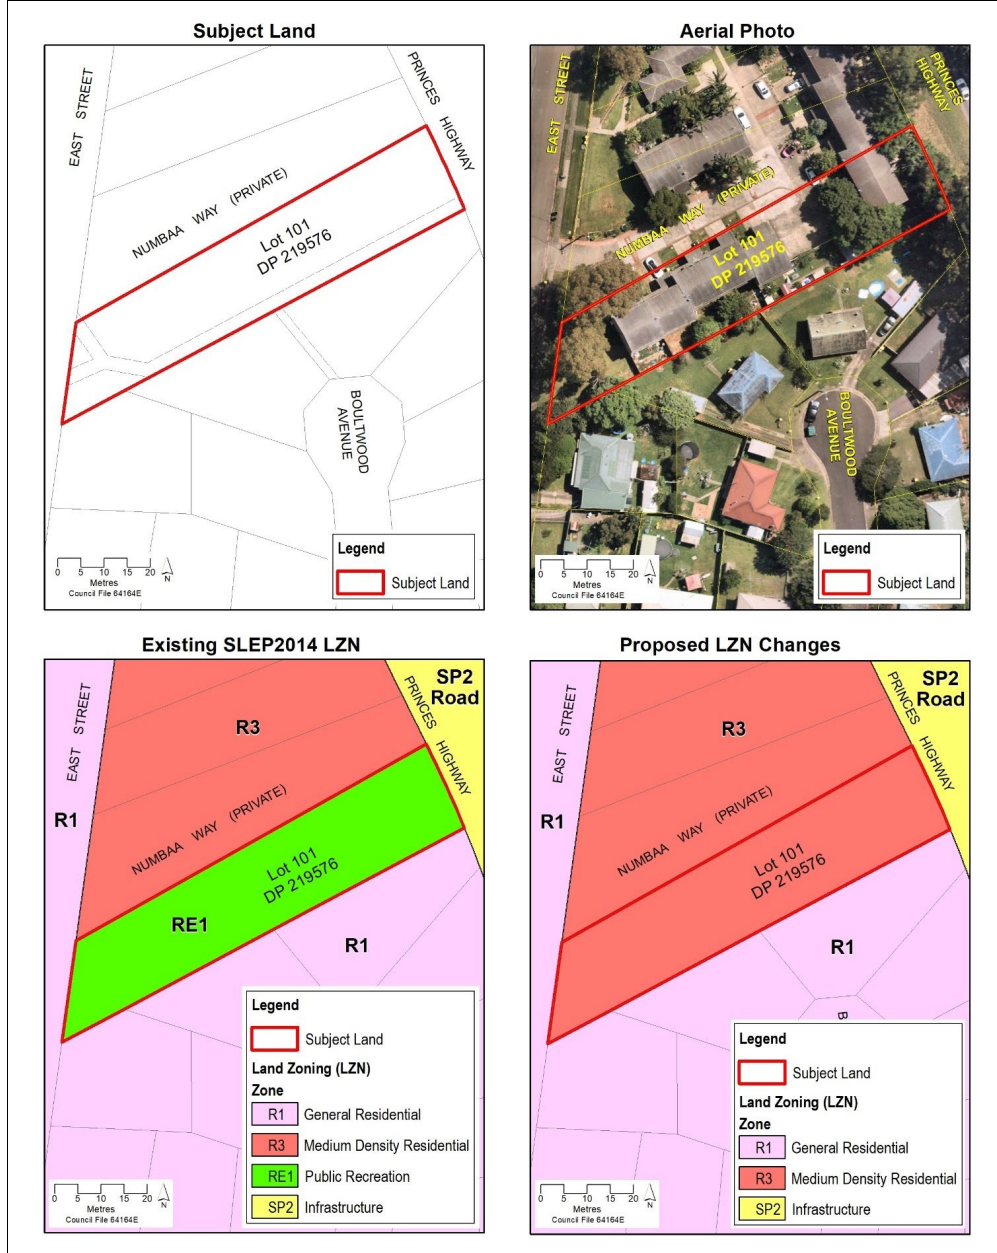 Subject Land
EAST STREET
PRINCES HIGHWAY
NUMBAA WAY (PRIVATE)
Lot 101
DP 219576
BOULTWOOD
AVENUE
0 5 10 15 20
Metres
Council File 64164E
N
Legend
Subject Land
Aerial Photo
EAST STREET
PRINCES
HIGHWAY
NUMBAA WAY (PRIVATE)
Lot 101
DP 219576
BOULTWOOD
AVENUE
0 5 10 15 20
Metres
Council File 64164E
N
Legend
Subject Land
Existing SLEP2014 LZN
EAST STREET
PRINCES HIGHWAY
SP2
Road
R3
R1
NUMBAA WAY (PRIVATE)
Lot 101
DP 219576
RE1
R1
0 5 10 15 20
Metres
Council File 64164E
N
Legend
Subject Land
Land Zoning (LZN)
Zone
R1 General Residential
R3 Medium Density Residential
RE1 Public Recreation
SP2 Infrastructure
Proposed LZN Changes
EAST STREET
PRINCES HIGHWAY
SP2
Road
R3
R1
NUMBAA WAY (PRIVATE)
Lot 101
DP 219576
R1
B
0 5 10 15 20
Metres
Council File 64164E
N
Legend
Subject Land
Land Zoning (LZN)
Zone
R1 General Residential
R3 Medium Density Residential
SP2 Infrastructure